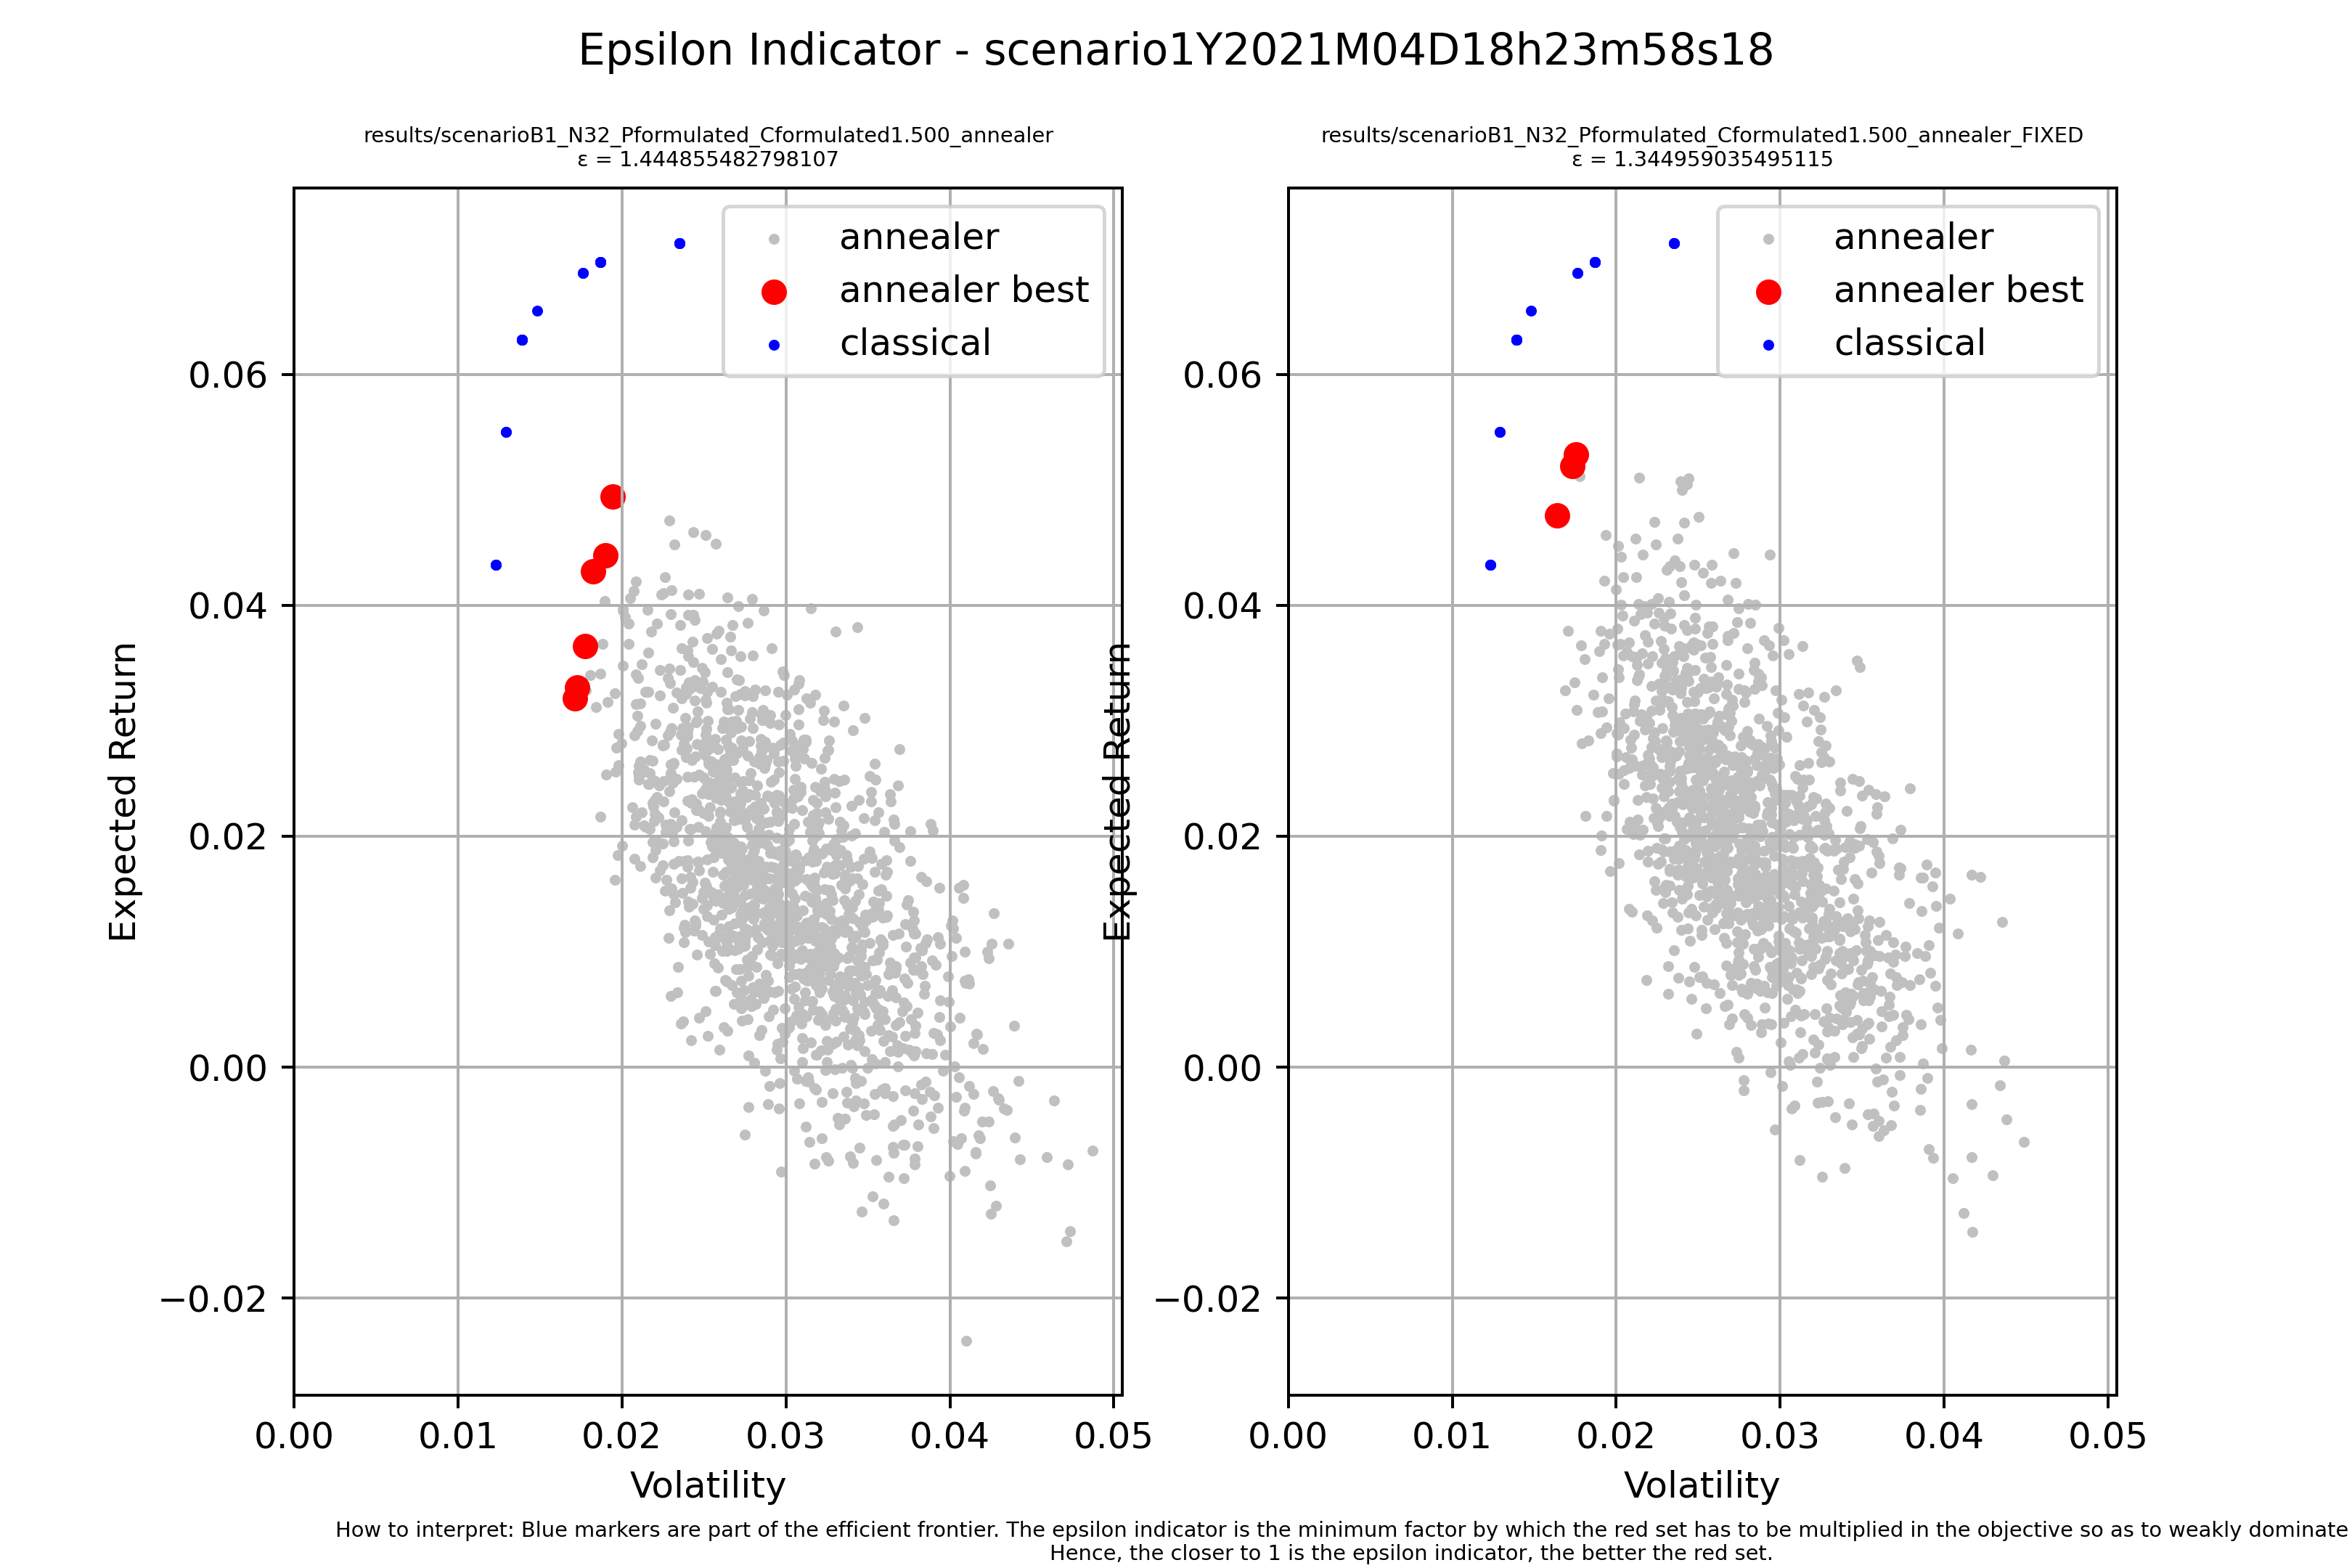 Epsilon Indicator - scenario1Y2021M04D18h23m58s18
results/scenarioB1_N32_Pformulated_Cformulated1.500_annealer
ε = 1.444855482798107
annealer
annealer best
classical
0.06
0.04
0.02
0.00
−0.02
Expected Return
0.00 0.01 0.02 0.03 0.04 0.05
Volatility
results/scenarioB1_N32_Pformulated_Cformulated1.500_annealer_FIXED
ε = 1.344959035495115
annealer
annealer best
classical
0.06
0.04
0.02
0.00
−0.02
Expected Return
0.00 0.01 0.02 0.03 0.04 0.05
Volatility
How to interpret: Blue markers are part of the efficient frontier. The epsilon indicator is the minimum factor by which the red set has to be multiplied in the objective so as to weakly dominate
Hence, the closer to 1 is the epsilon indicator, the better the red set.